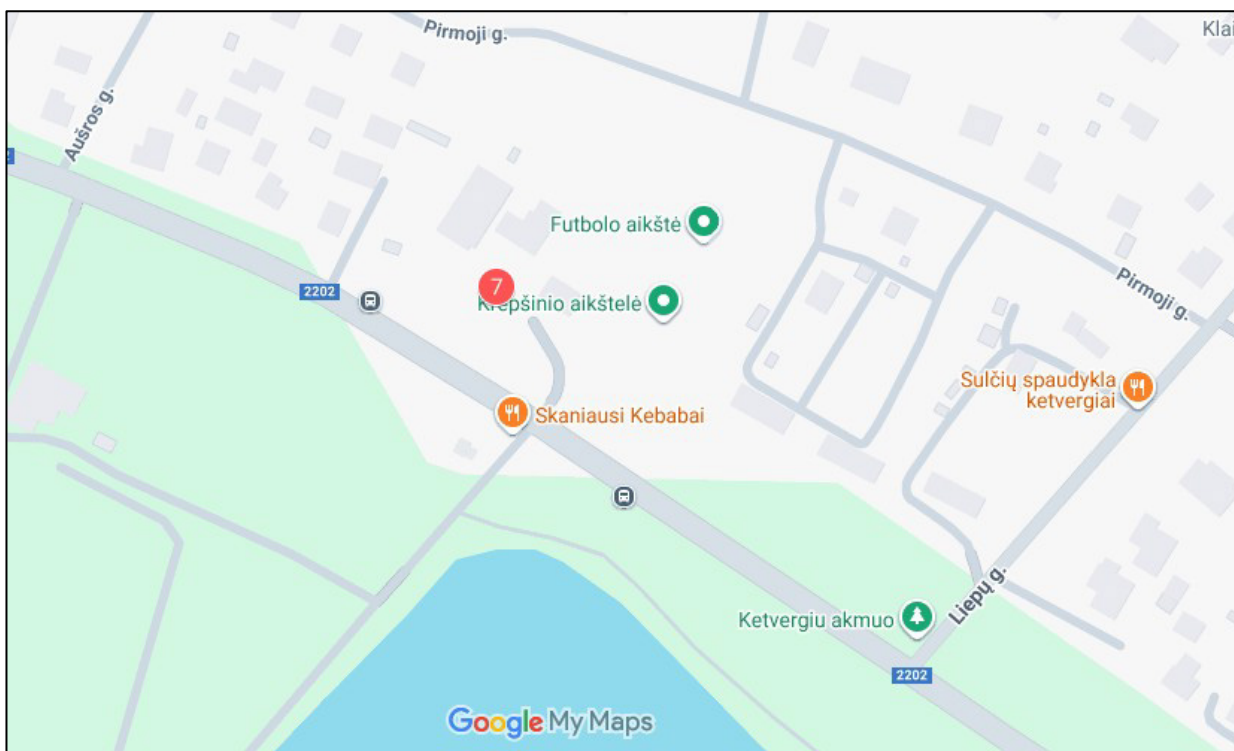 Pirmoji g.
Klai
Aušros g.
Futbolo aikštė
2202
7
Krepšinio aikštelė
Pirmoji g.
Sulčių spaudykla
ketvergiai
Skaniausi Kebabai
Liepų g.
Ketvergiu akmuo
2202
Google My Maps